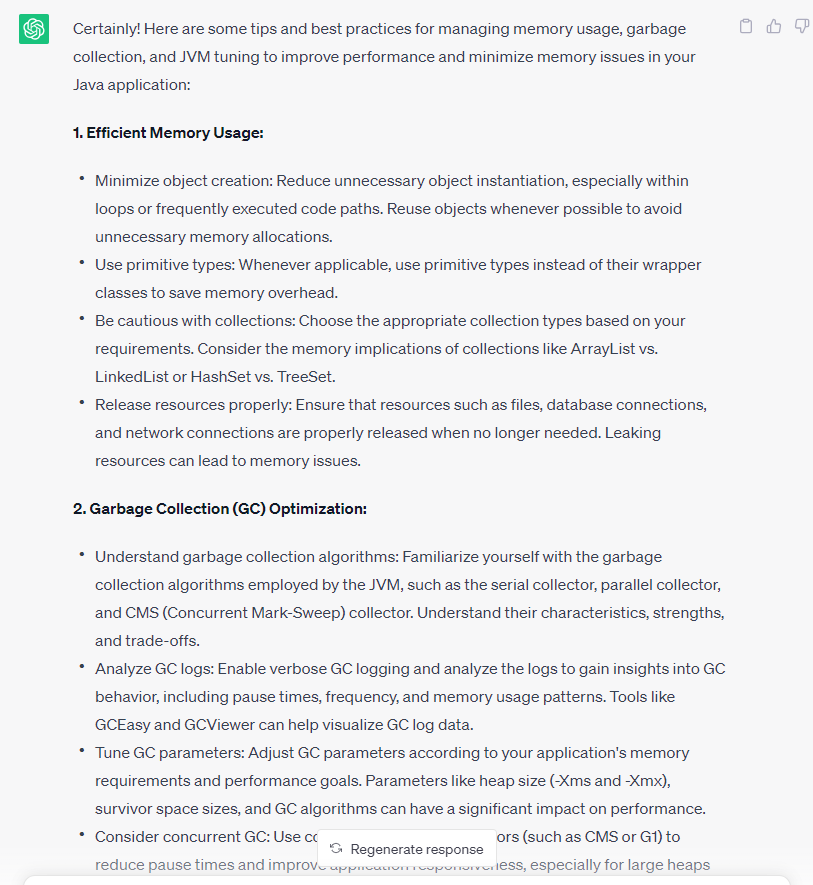 Certainly! Here are some tips and best practices for managing memory usage, garbage
collection, and JVM tuning to improve performance and minimize memory issues in your
Java application:
1. Efficient Memory Usage:
• Minimize object creation: Reduce unnecessary object instantiation, especially within
loops or frequently executed code paths. Reuse objects whenever possible to avoid
unnecessary memory allocations.
• Use primitive types: Whenever applicable, use primitive types instead of their wrapper
classes to save memory overhead.
• Be cautious with collections: Choose the appropriate collection types based on your
requirements. Consider the memory implications of collections like ArrayList vs.
LinkedList or HashSet vs. TreeSet.
• Release resources properly: Ensure that resources such as files, database connections,
and network connections are properly released when no longer needed. Leaking
resources can lead to memory issues.
2. Garbage Collection (GC) Optimization:
• Understand garbage collection algorithms: Familiarize yourself with the garbage
collection algorithms employed by the JVM, such as the serial collector, parallel collector,
and CMS (Concurrent Mark-Sweep) collector. Understand their characteristics, strengths,
and trade-offs.
• Analyze GC logs: Enable verbose GC logging and analyze the logs to gain insights into GC
behavior, including pause times, frequency, and memory usage patterns. Tools like
GCEasy and GCViewer can help visualize GC log data.
• Tune GC parameters: Adjust GC parameters according to your application's memory
requirements and performance goals. Parameters like heap size (-Xms and -Xmx),
survivor space sizes, and GC algorithms can have a significant impact on performance.
• Consider concurrent GC: Use (such as CMS or G1) to
Regenerate response
reduce pause times and improve application responsiveness, especially for large heaps